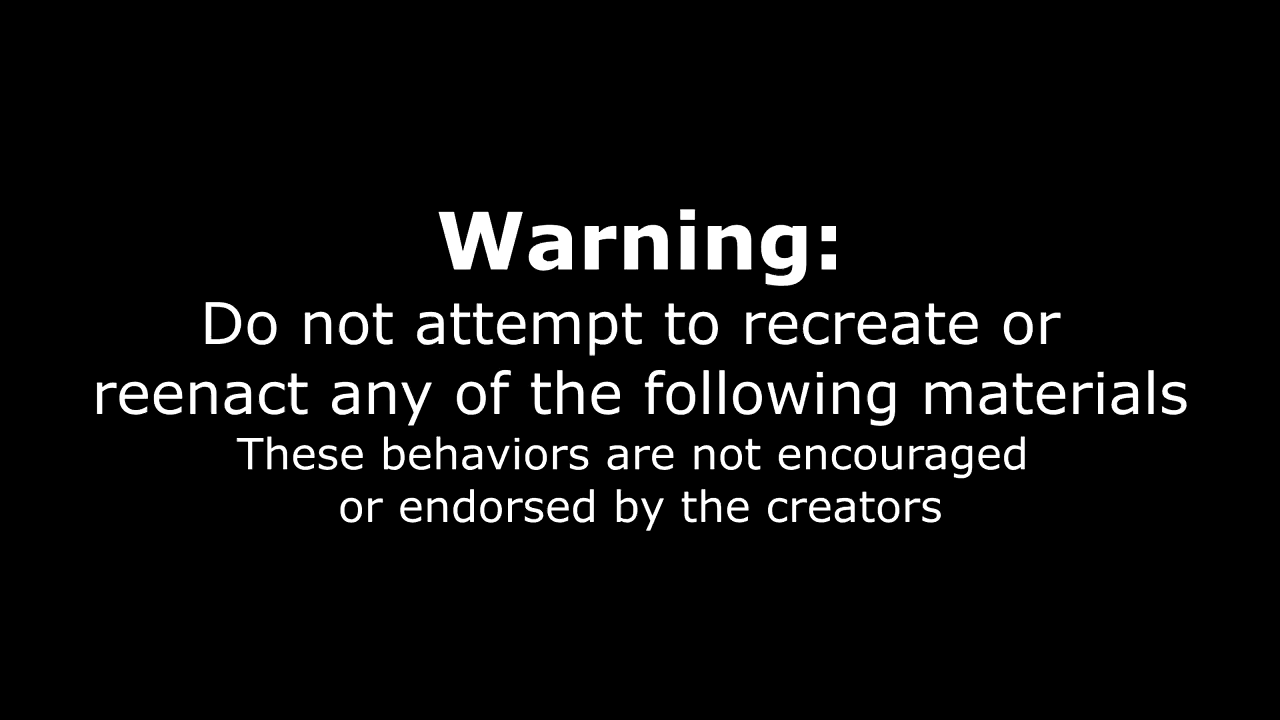 Warning:
Do not attempt to recreate or
reenact any of the following materials
These behaviors are not encouraged
or endorsed by the creators